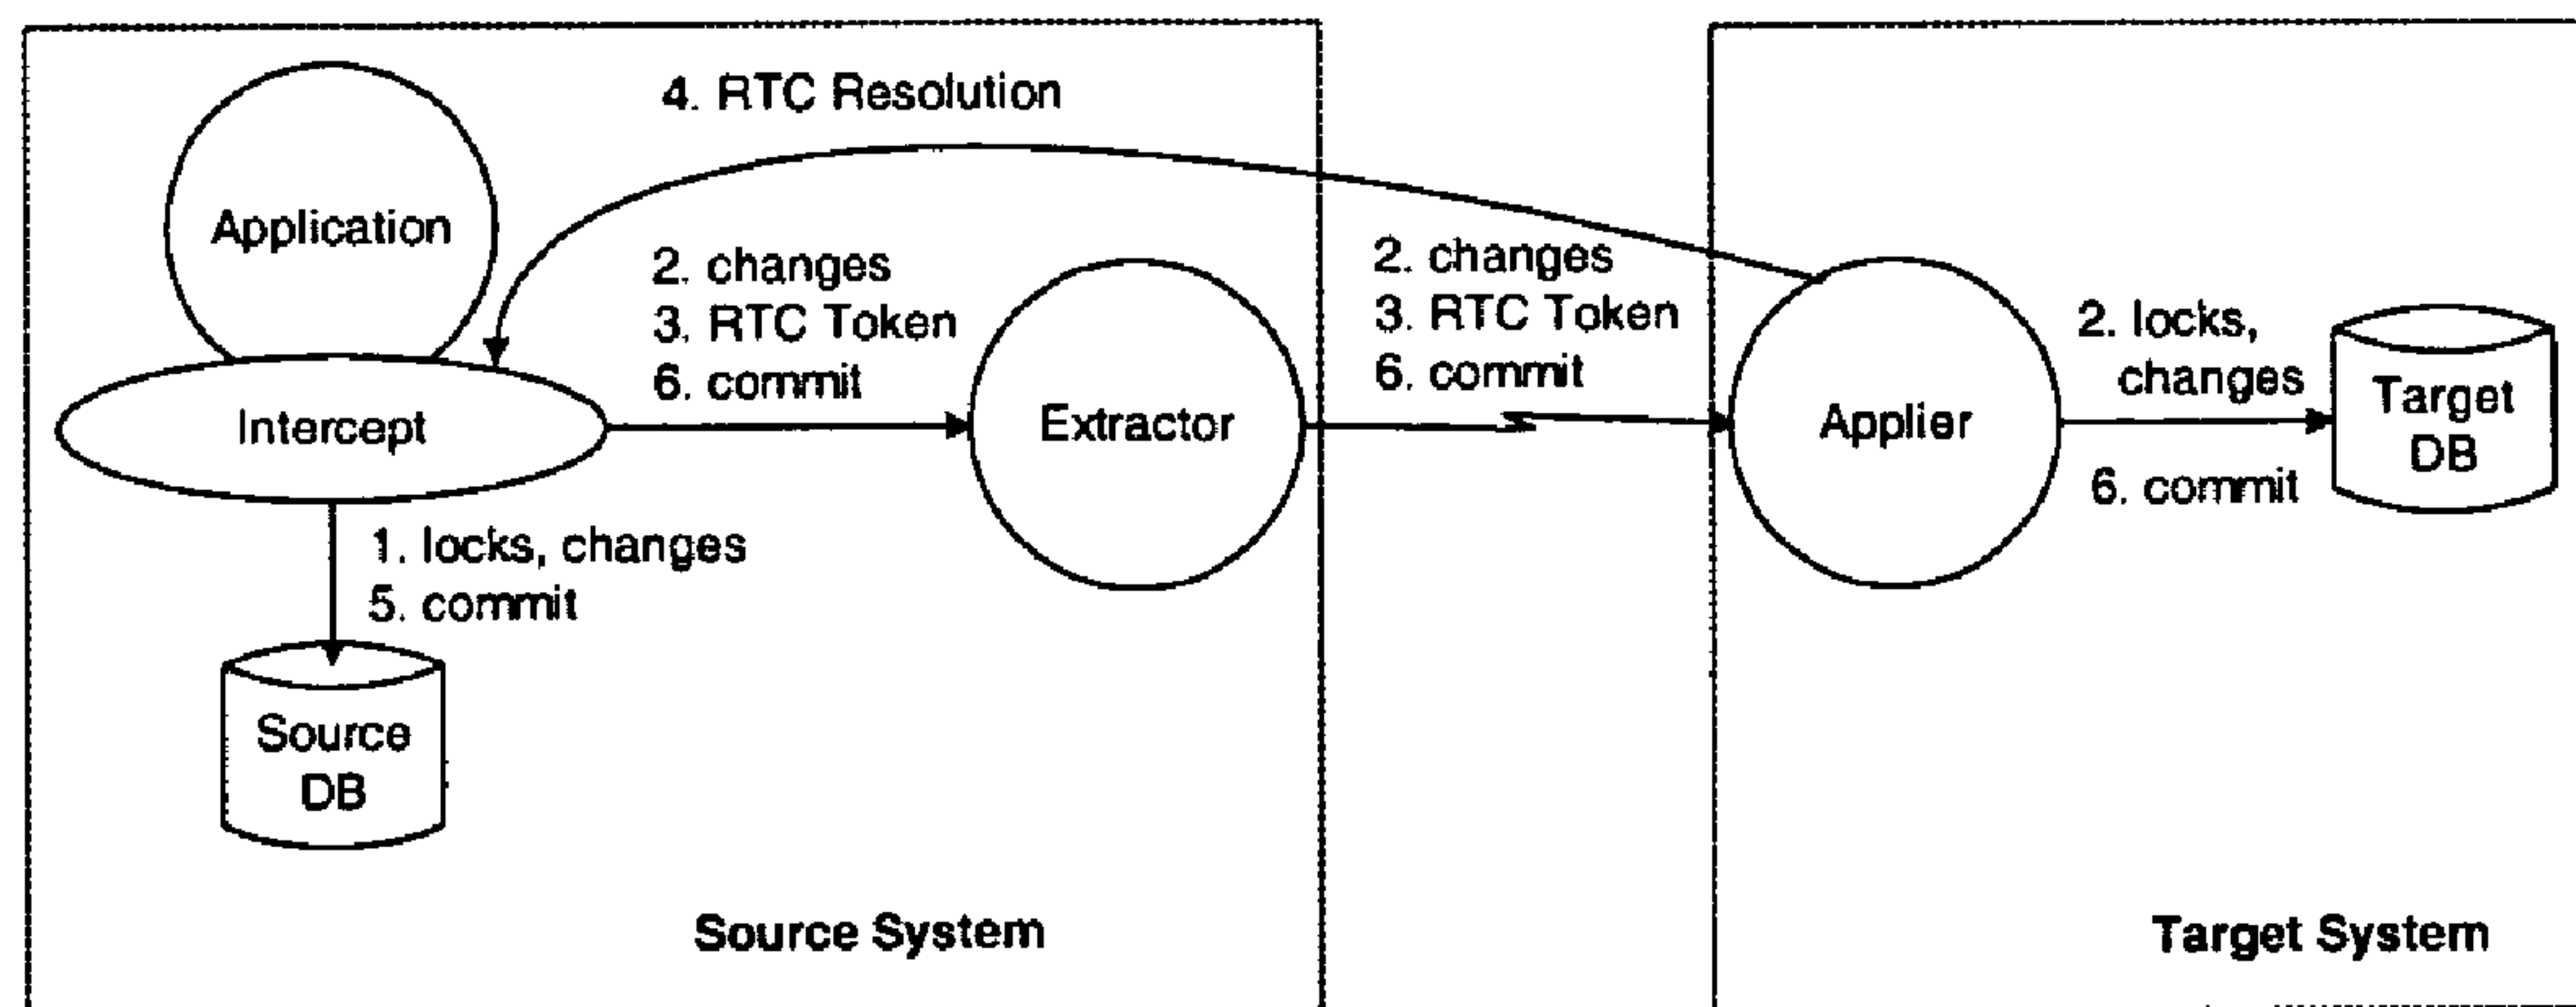 4. RTC Resolution
Application
2. changes
3. RTC Token
6. commit
2. changes
3. RTC Token
6. commit
2. locks,
changes
6. commit
Intercept
Extractor
Applier
Target
DB
1. locks, changes
5. commit
Source
DB
Source System
Target System